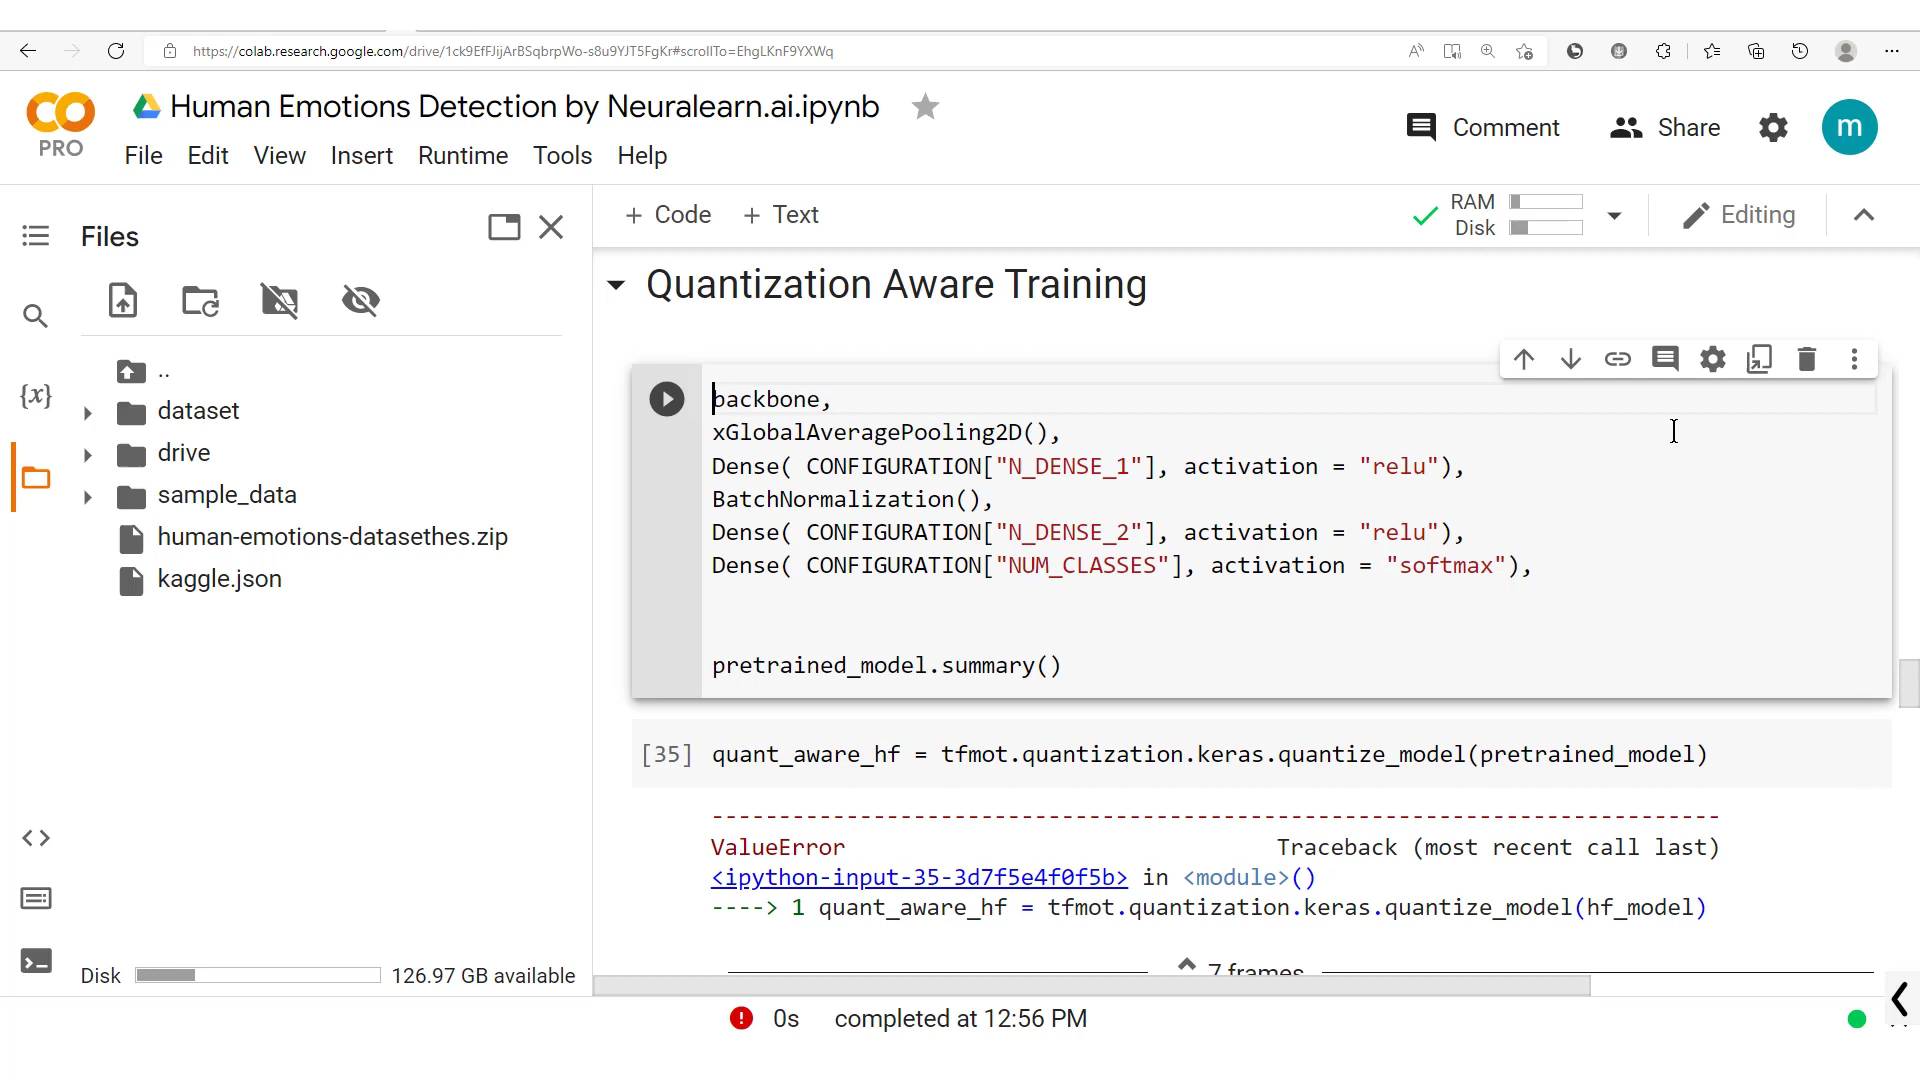 https://colab.research.google.com/drive/1ck9EfFJijArBSqbrpWo-s8u9YJT5FgKr#scrollTo=EhgLKnF9YXWq
PRO
Human Emotions Detection by Neuralearn.ai.ipynb
File Edit View Insert Runtime Tools Help
Comment
Share
m
Files
+ Code + Text
RAM
Disk
Editing
..
dataset
drive
sample_data
human-emotions-datasethes.zip
kaggle.json
{x}
Disk 126.97 GB available
Quantization Aware Training
backbone,
xGlobalAveragePooling2D(),
Dense( CONFIGURATION["N_DENSE_1"], activation = "relu"),
BatchNormalization(),
Dense( CONFIGURATION["N_DENSE_2"], activation = "relu"),
Dense( CONFIGURATION["NUM_CLASSES"], activation = "softmax"),
pretrained_model.summary()
[35] quant_aware_hf = tfmot.quantization.keras.quantize_model(pretrained_model)
---------------------------------------------------------------------------
ValueError Traceback (most recent call last)
<ipython-input-35-3d7f5e4f0f5b> in <module>()
----> 1 quant_aware_hf = tfmot.quantization.keras.quantize_model(hf_model)
7 frames
0s completed at 12:56 PM